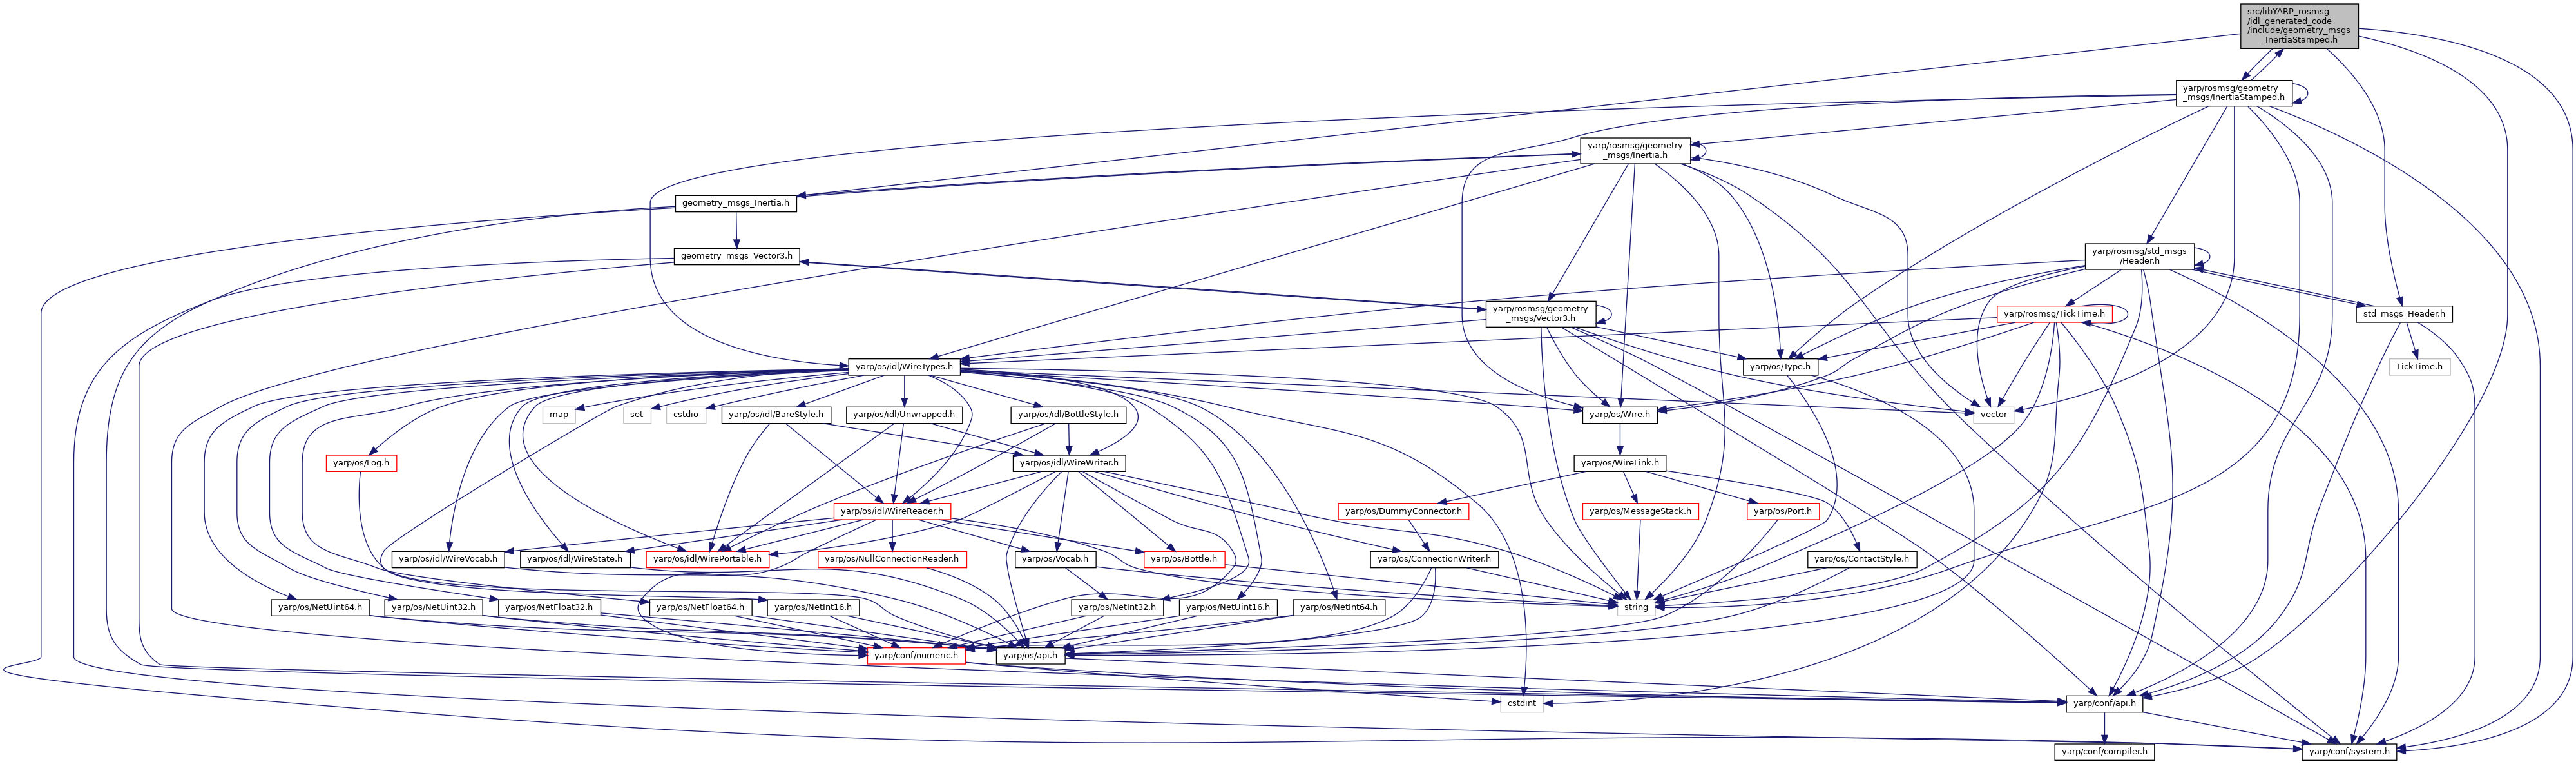 src/libYARP_rosmsg
/idl_generated_code
/include/geometry_msgs
_InertiaStamped.h
yarp/rosmsg/geometry
_msgs/InertiaStamped.h
yarp/rosmsg/geometry
_msgs/Inertia.h
geometry_msgs_Inertia.h
geometry_msgs_Vector3.h
yarp/rosmsg/std_msgs
/Header.h
yarp/rosmsg/geometry
_msgs/Vector3.h
yarp/rosmsg/TickTime.h
std_msgs_Header.h
yarp/os/idl/WireTypes.h
yarp/os/Type.h
TickTime.h
map
set
cstdio
yarp/os/idl/BareStyle.h
yarp/os/idl/Unwrapped.h
yarp/os/idl/BottleStyle.h
yarp/os/Wire.h
vector
yarp/os/Log.h
yarp/os/idl/WireWriter.h
yarp/os/WireLink.h
yarp/os/idl/WireReader.h
yarp/os/DummyConnector.h
yarp/os/MessageStack.h
yarp/os/Port.h
yarp/os/idl/WireVocab.h
yarp/os/idl/WireState.h
yarp/os/idl/WirePortable.h
yarp/os/NullConnectionReader.h
yarp/os/Vocab.h
yarp/os/Bottle.h
yarp/os/ConnectionWriter.h
yarp/os/ContactStyle.h
yarp/os/NetUint64.h
yarp/os/NetUint32.h
yarp/os/NetFloat32.h
yarp/os/NetFloat64.h
yarp/os/NetInt16.h
yarp/os/NetInt32.h
yarp/os/NetUint16.h
yarp/os/NetInt64.h
string
yarp/conf/numeric.h
yarp/os/api.h
cstdint
yarp/conf/api.h
yarp/conf/compiler.h
yarp/conf/system.h